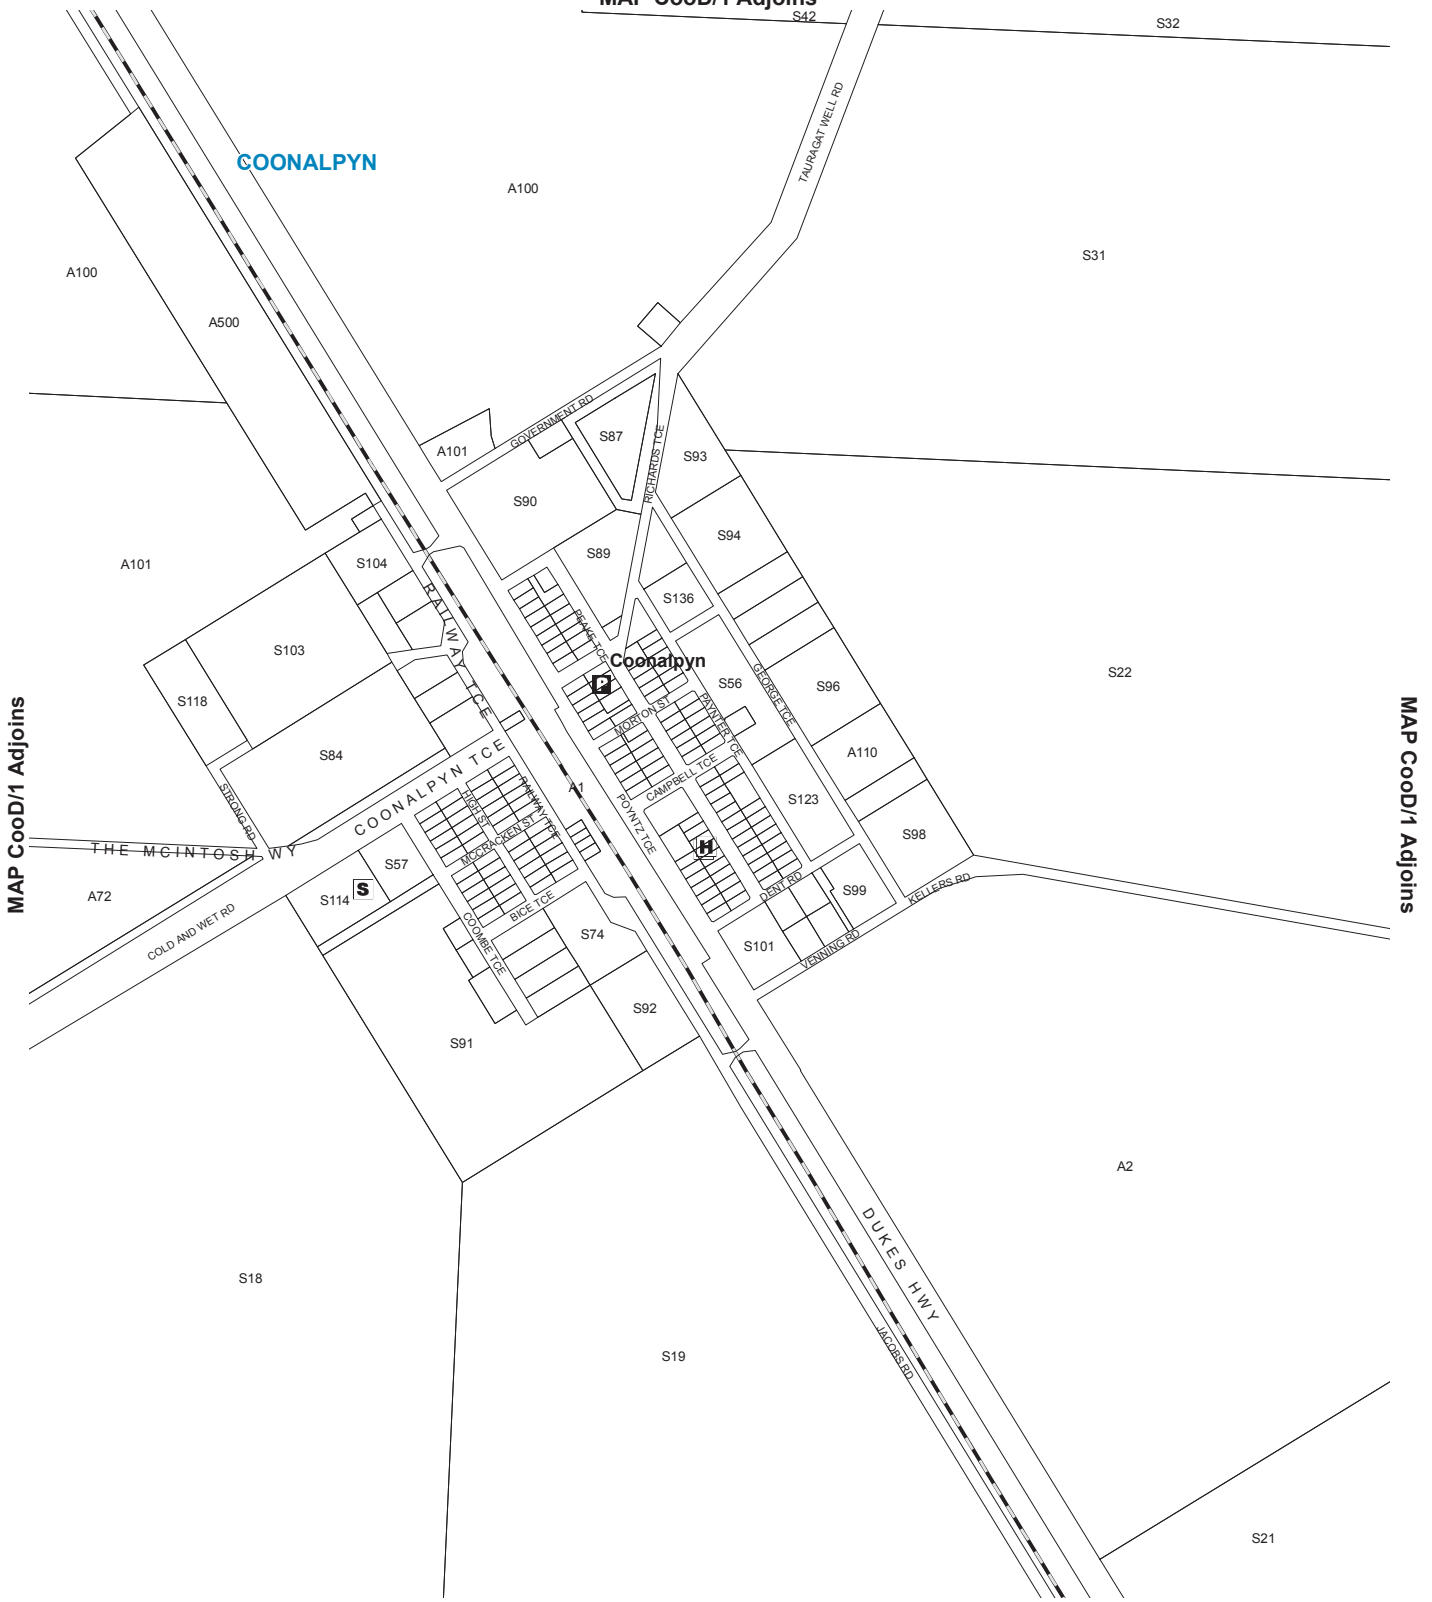 MAP CooD/1 Adjoins
S42
S32
TAURAGAT WELL RD
COONALPYN
A100
S31
A100
A500
GOVERNMENT RD
S87
A101
RICHARDS TCE
S93
S90
S94
S89
A101
S104
RAILWAY TCE
S136
PEAKE TCE
S103
Coonalpyn
P
S56
GEORGE TCE
S96
S22
S118
MORTON ST
PAYNTER TCE
MAP CooD/1 Adjoins
MAP CooD/1 Adjoins
S84
COONALPYN TCE
A110
CAMPBELL TCE
A1
S123
STRONG RD
HIGH ST
RAILWAY TCE
POYNTZ TCE
MCCRACKEN ST
S98
THE MCINTOSH WY
H
S57
S
S114
A72
DENT RD
S99
KELLERS RD
COLD AND WET RD
BICE TCE
COOMBE TCE
S74
S101
VENNING RD
S92
S91
A2
DUKES HWY
S18
JACOBS RD
S19
S21